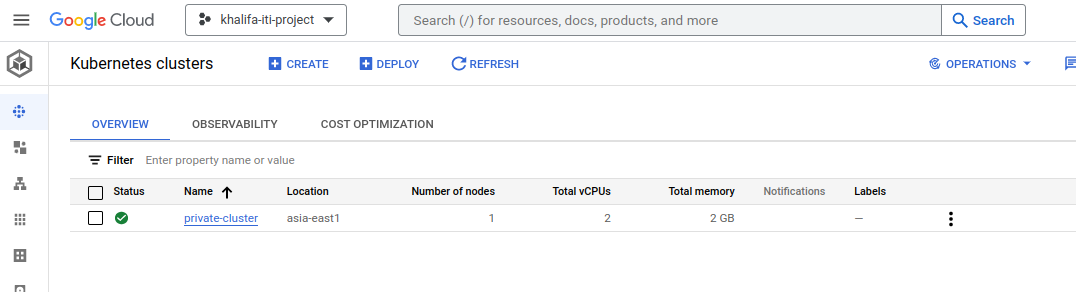 Google Cloud khalifa-iti-project Search (/) for resources, docs, products, and more Search
Kubernetes clusters CREATE DEPLOY REFRESH OPERATIONS
OVERVIEW OBSERVABILITY COST OPTIMIZATION
Filter Enter property name or value
Status Name Location Number of nodes Total vCPUs Total memory Notifications Labels
private-cluster asia-east1 1 2 2 GB —